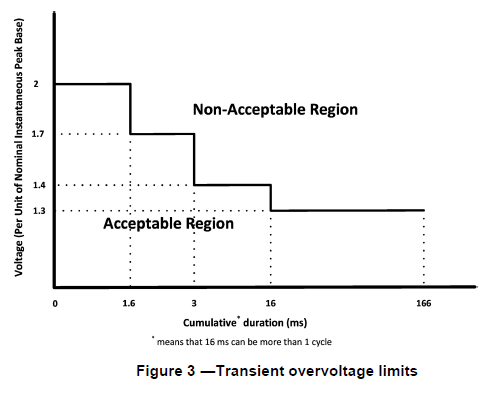 Voltage (Per Unit of Nominal Instantaneous Peak Base)
2
Non-Acceptable Region
1.7
1.4
1.3
Acceptable Region
0 1.6 3 16 166
Cumulative* duration (ms)
* means that 16 ms can be more than 1 cycle
Figure 3 —Transient overvoltage limits